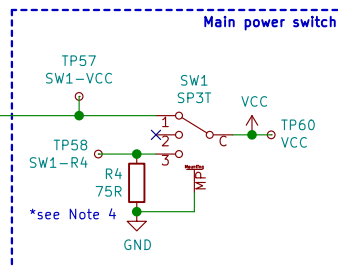 Main power switch
TP57
SW1-VCC
SW1
SP3T
VCC
1
TP58
SW1-R4
2
C
TP60
VCC
3
R4
75R
MP
*see Note 4
GND